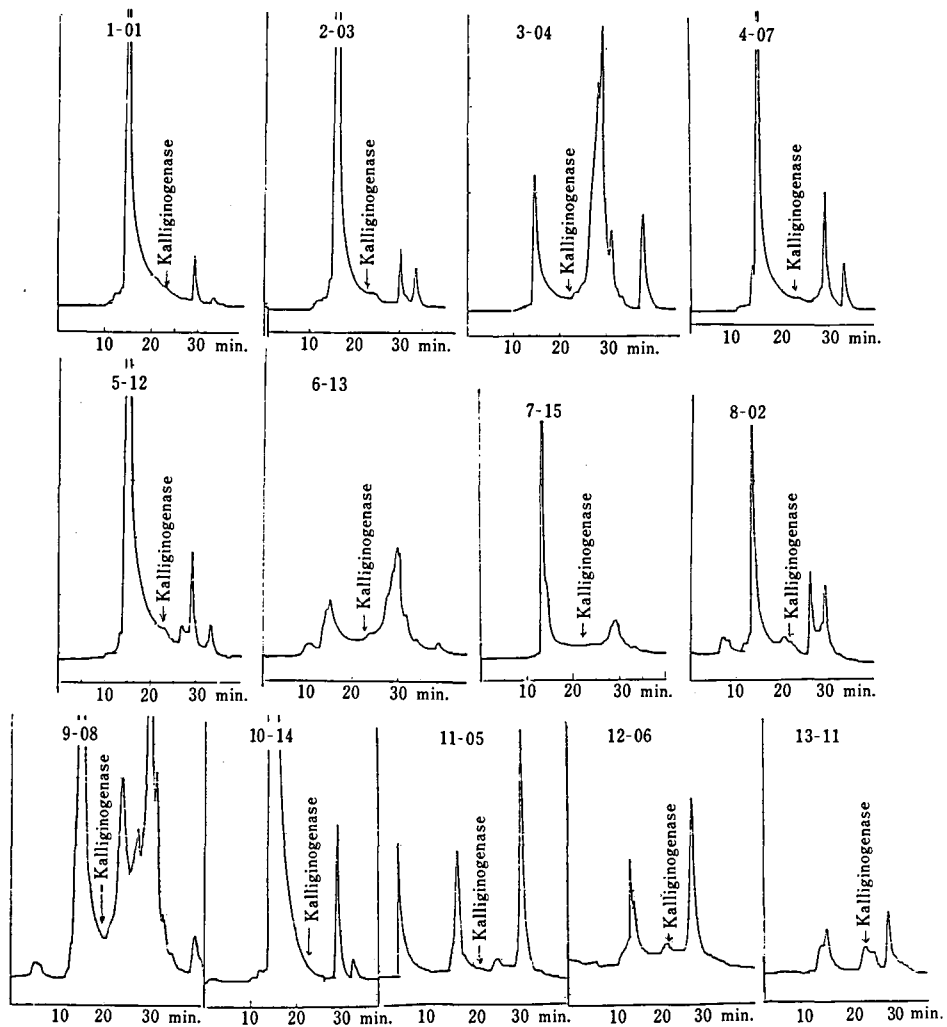 1-01
2-03
3-04
4-07
Kalliginogenase
Kalliginogenase
Kalliginogenase
Kalliginogenase
10 20 30 min.
10 20 30 min.
10 20 30 min.
10 20 30 min.
5-12
6-13
7-15
8-02
Kalliginogenase
Kalliginogenase
Kalliginogenase
Kalliginogenase
10 20 30 min.
10 20 30 min.
10 20 30 min.
10 20 30 min.
9-08
10-14
11-05
12-06
13-11
Kalliginogenase
Kalliginogenase
Kalliginogenase
Kalliginogenase
Kalliginogenase
10 20 30 min.
10 20 30 min.
10 20 30 min.
10 20 30 min.
10 20 30 min.